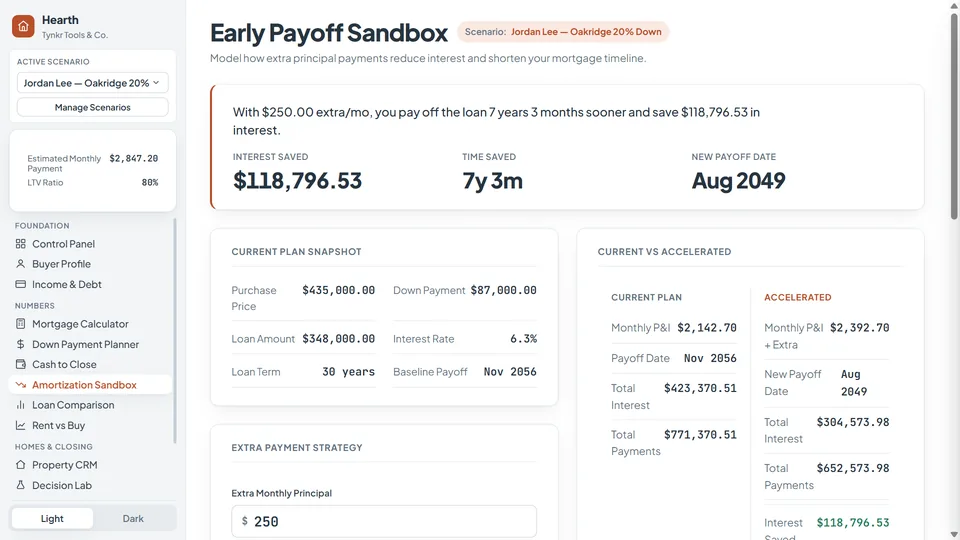 Hearth
Tynkr Tools & Co.
ACTIVE SCENARIO
Jordan Lee — Oakridge 20%
Manage Scenarios
Estimated Monthly Payment $2,847.20
LTV Ratio 80%
FOUNDATION
Control Panel
Buyer Profile
Income & Debt
NUMBERS
Mortgage Calculator
Down Payment Planner
Cash to Close
Amortization Sandbox
Loan Comparison
Rent vs Buy
HOMES & CLOSING
Property CRM
Decision Lab
Light Dark
Early Payoff Sandbox
Scenario: Jordan Lee — Oakridge 20% Down
Model how extra principal payments reduce interest and shorten your mortgage timeline.
With $250.00 extra/mo, you pay off the loan 7 years 3 months sooner and save $118,796.53 in
interest.
INTEREST SAVED
$118,796.53
TIME SAVED
7y 3m
NEW PAYOFF DATE
Aug 2049
CURRENT PLAN SNAPSHOT
Purchase Price $435,000.00
Down Payment $87,000.00
Loan Amount $348,000.00
Interest Rate 6.3%
Loan Term 30 years
Baseline Payoff Nov 2056
EXTRA PAYMENT STRATEGY
Extra Monthly Principal
$ 250
CURRENT VS ACCELERATED
CURRENT PLAN
Monthly P&I $2,142.70
Payoff Date Nov 2056
Total Interest $423,370.51
Total Payments $771,370.51
ACCELERATED
Monthly P&I + Extra $2,392.70
New Payoff Date Aug 2049
Total Interest $304,573.98
Total Payments $652,573.98
Interest Saved $118,796.53